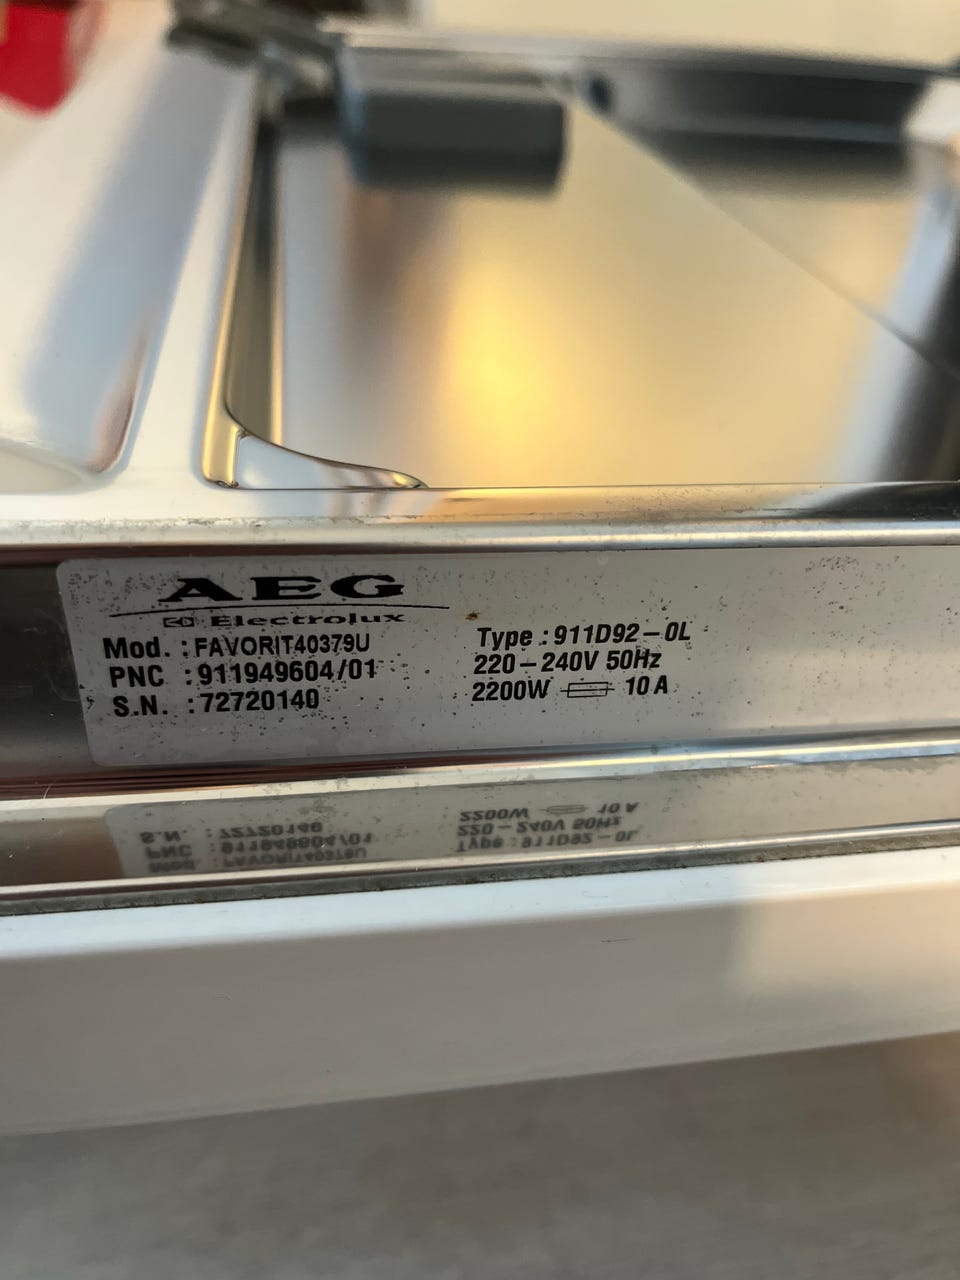 AEG
Electrolux
Mod. : FAVORIT40379U
PNC : 911949604/01
S.N. : 72720140
Type : 911D92-0L
220-240V 50Hz
2200W 10 A